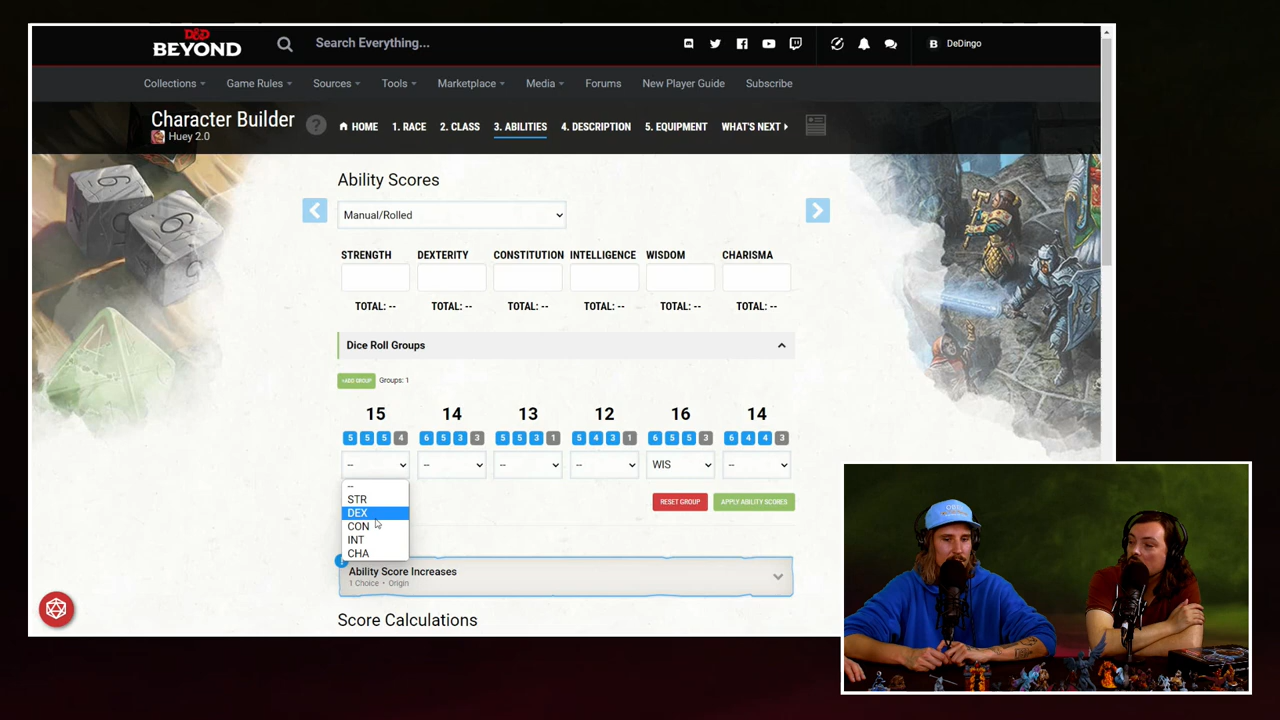 D&D
BEYOND
Search Everything...
B DeDingo
Collections
Game Rules
Sources
Tools
Marketplace
Media
Forums
New Player Guide
Subscribe
Character Builder
Huey 2.0
?
HOME
1. RACE
2. CLASS
3. ABILITIES
4. DESCRIPTION
5. EQUIPMENT
WHAT'S NEXT
Ability Scores
Manual/Rolled
STRENGTH DEXTERITY CONSTITUTION INTELLIGENCE WISDOM CHARISMA
TOTAL: -- TOTAL: -- TOTAL: -- TOTAL: -- TOTAL: -- TOTAL: --
Dice Roll Groups
+ADD GROUP Groups: 1
15 14 13 12 16 14
5 5 5 4 6 5 3 3 5 5 3 1 5 4 3 1 6 5 5 3 6 4 4 3
-- -- -- -- WIS --
--
STR
DEX
CON
INT
CHA
RESET GROUP APPLY ABILITY SCORES
!
Ability Score Increases
1 Choice • Origin
Score Calculations